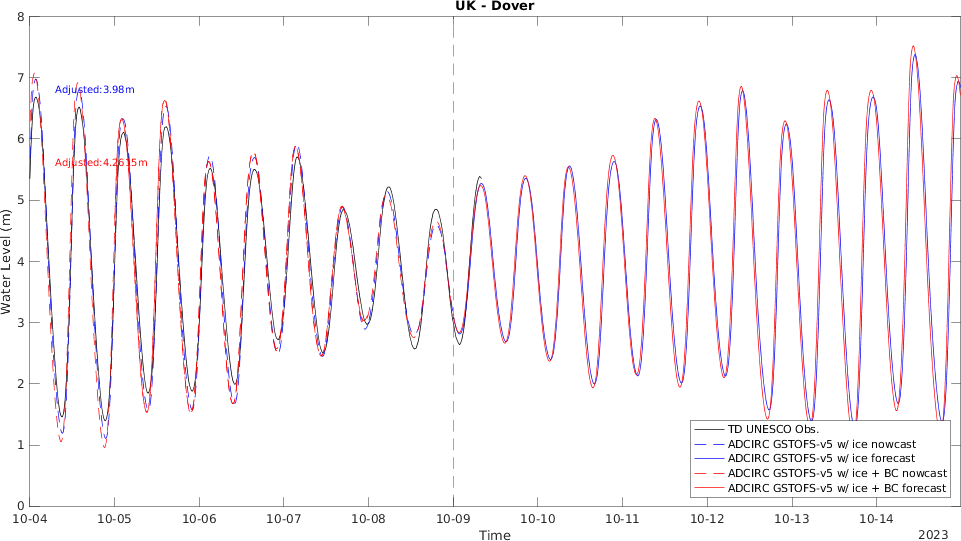 UK - Dover
8
7
6
5
4
3
2
1
0
Water Level (m)
Adjusted:3.98m
Adjusted:4.2615m
TD UNESCO Obs.
ADCIRC GSTOFS-v5 w/ ice nowcast
ADCIRC GSTOFS-v5 w/ ice forecast
ADCIRC GSTOFS-v5 w/ ice + BC nowcast
ADCIRC GSTOFS-v5 w/ ice + BC forecast
10-04 10-05 10-06 10-07 10-08 10-09 10-10 10-11 10-12 10-13 10-14
Time
2023